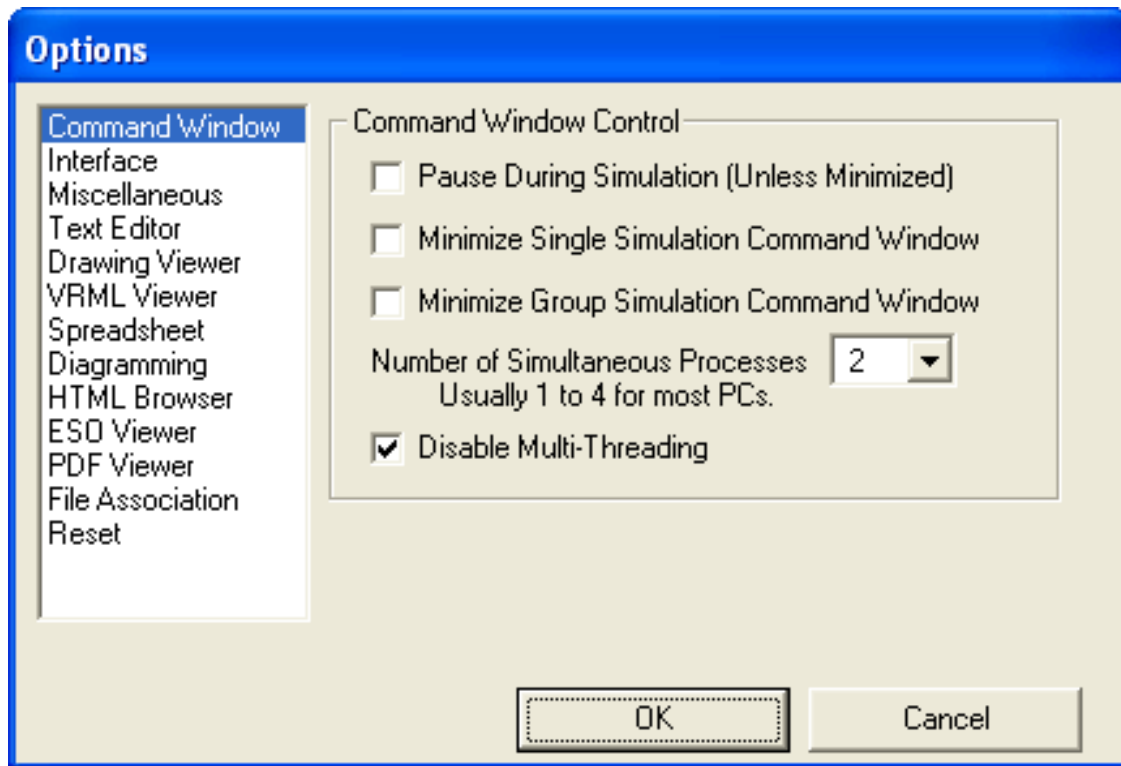 Options
Command Window
Interface
Miscellaneous
Text Editor
Drawing Viewer
VRML Viewer
Spreadsheet
Diagramming
HTML Browser
ESO Viewer
PDF Viewer
File Association
Reset
Command Window Control
Pause During Simulation (Unless Minimized)
Minimize Single Simulation Command Window
Minimize Group Simulation Command Window
Number of Simultaneous Processes 2
Usually 1 to 4 for most PCs.
Disable Multi-Threading
OK Cancel